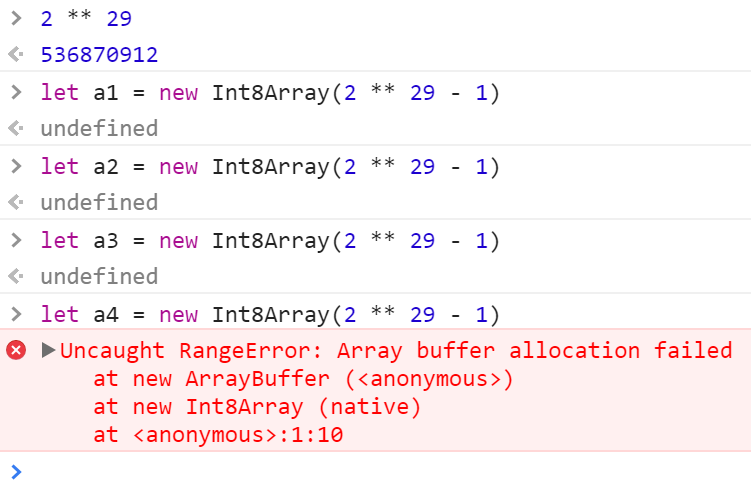 2 ** 29
536870912
let a1 = new Int8Array(2 ** 29 - 1)
undefined
let a2 = new Int8Array(2 ** 29 - 1)
undefined
let a3 = new Int8Array(2 ** 29 - 1)
undefined
let a4 = new Int8Array(2 ** 29 - 1)
Uncaught RangeError: Array buffer allocation failed
at new ArrayBuffer (<anonymous>)
at new Int8Array (native)
at <anonymous>:1:10